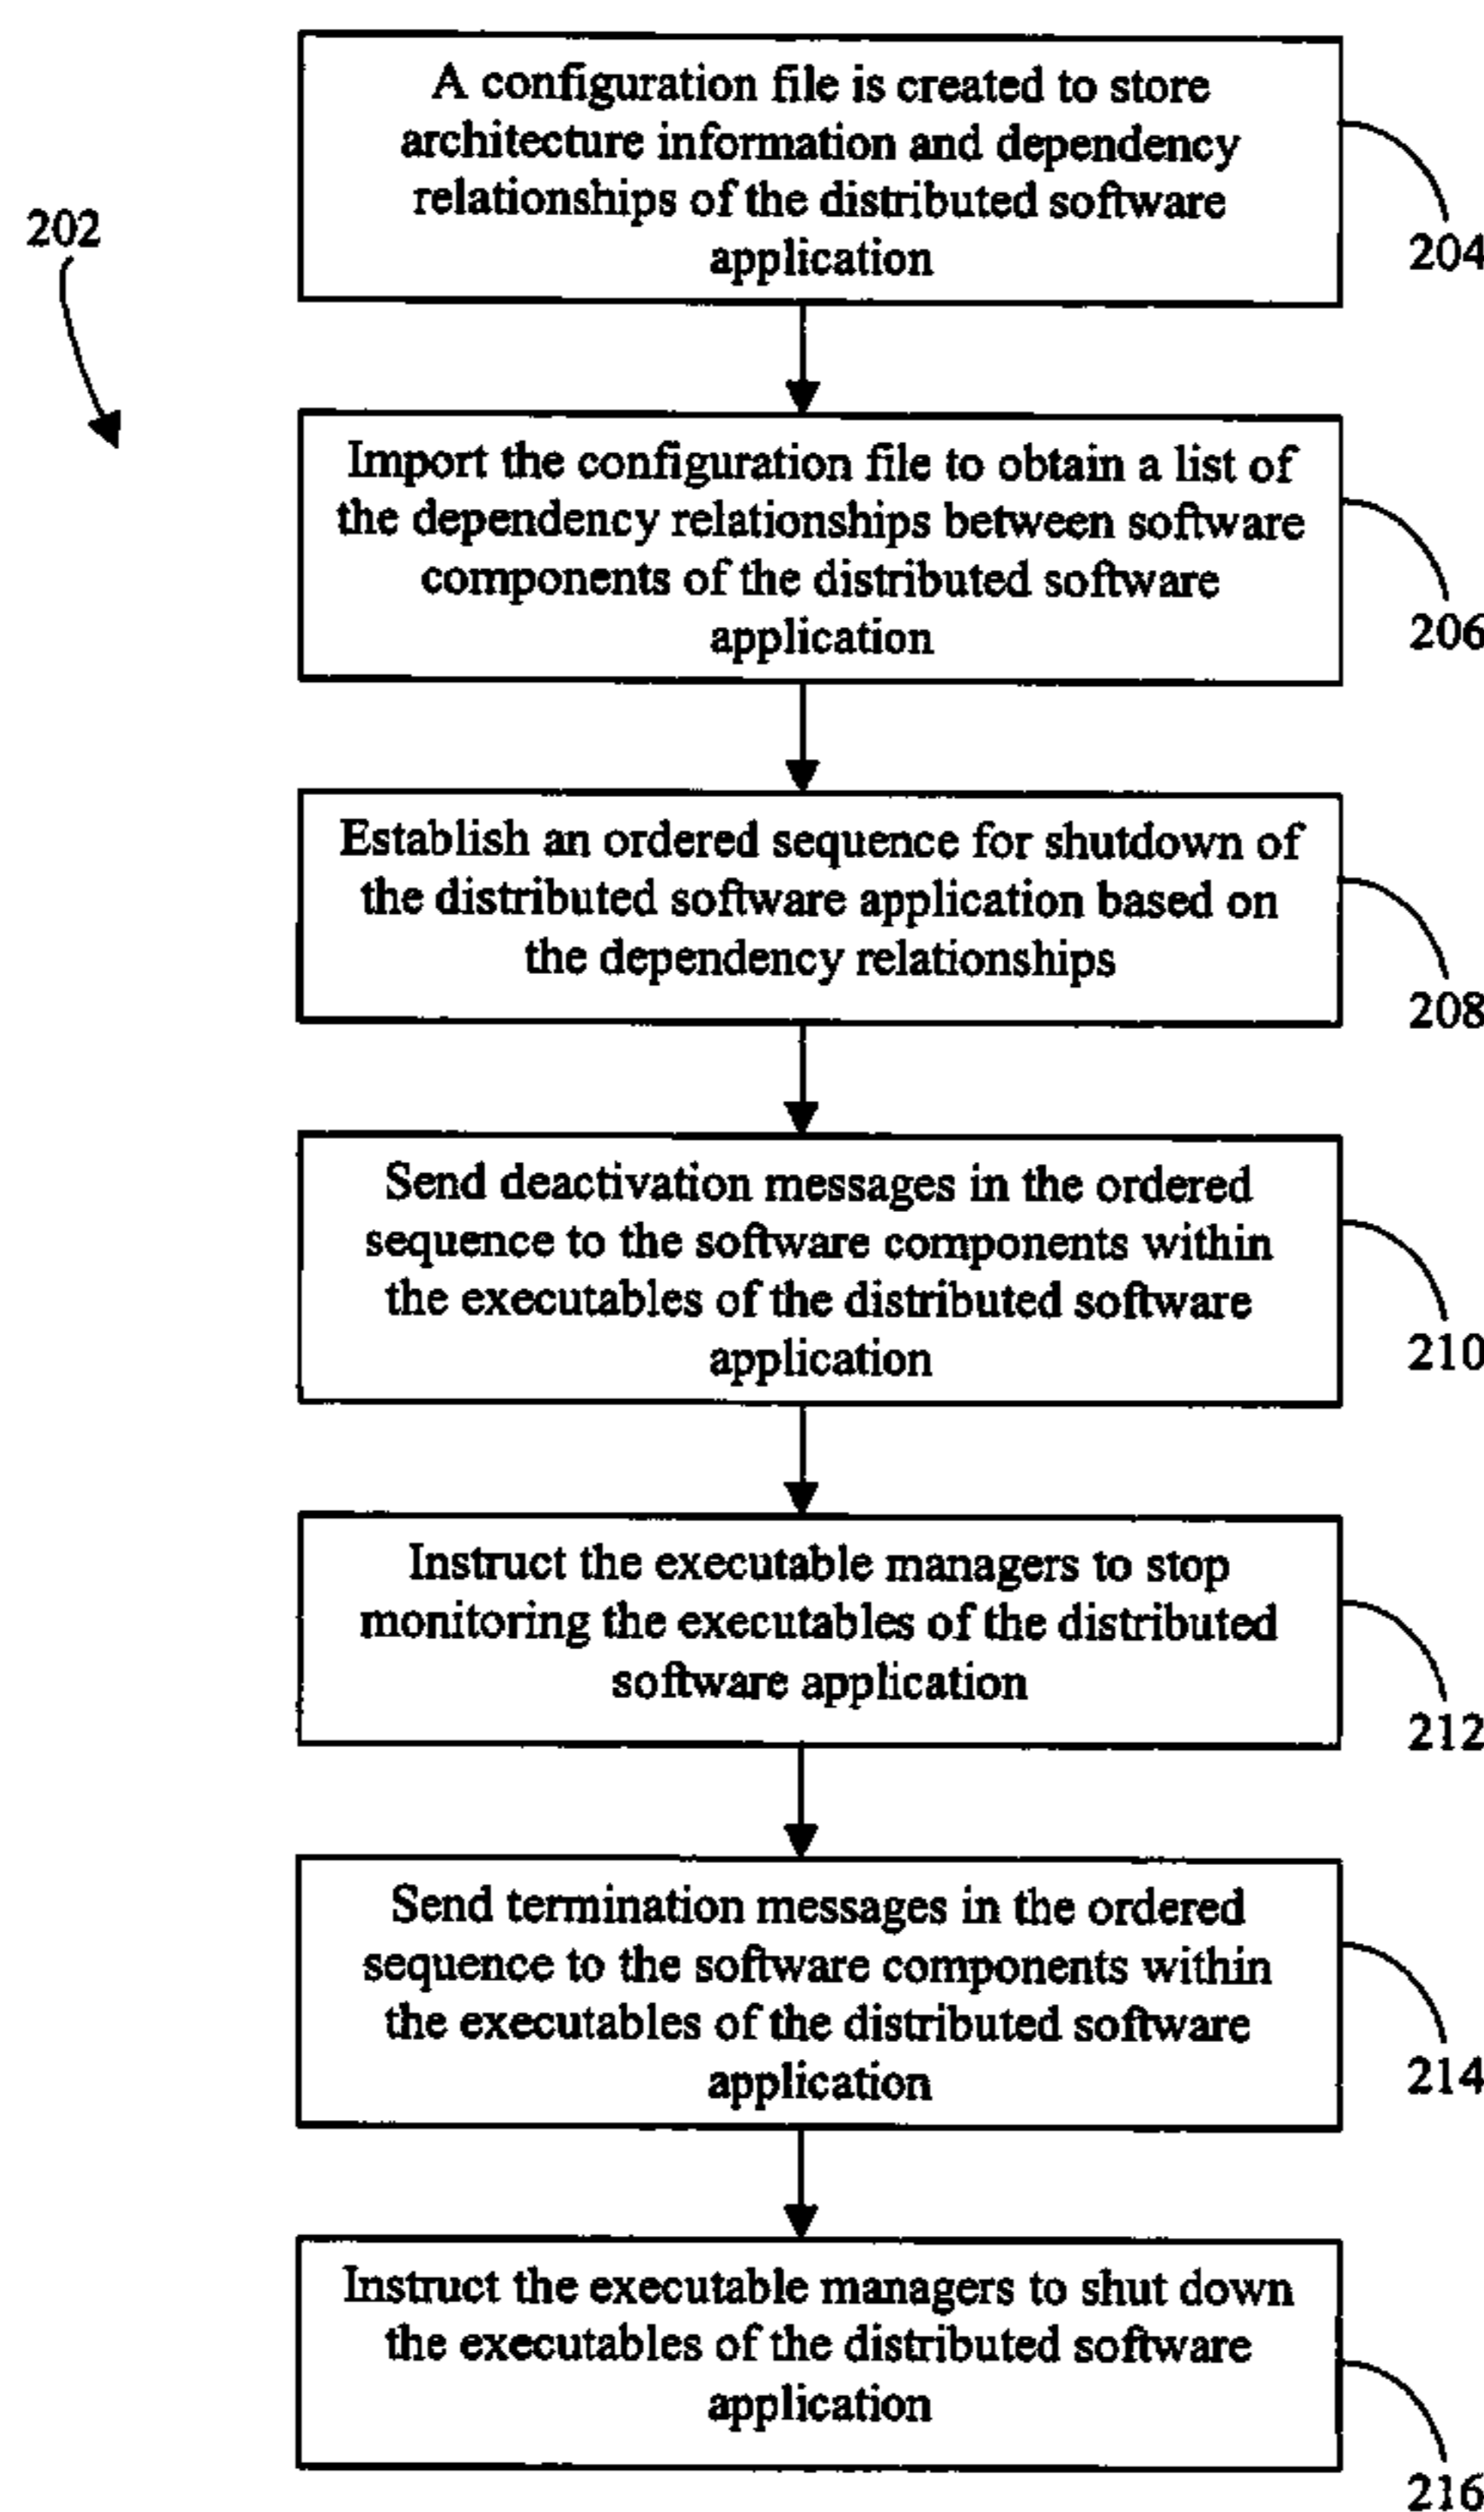 A configuration file is created to store
architecture information and dependency
relationships of the distributed software
application
202
204
Import the configuration file to obtain a list of
the dependency relationships between software
components of the distributed software
application
206
Establish an ordered sequence for shutdown of
the distributed software application based on
the dependency relationships
208
Send deactivation messages in the ordered
sequence to the software components within
the executables of the distributed software
application
210
Instruct the executable managers to stop
monitoring the executables of the distributed
software application
212
Send termination messages in the ordered
sequence to the software components within
the executables of the distributed software
application
214
Instruct the executable managers to shut down
the executables of the distributed software
application
216